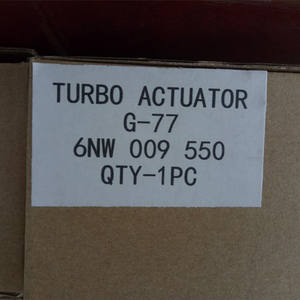 TURBO ACTUATOR
G-77
6NW 009 550
QTY-1PC